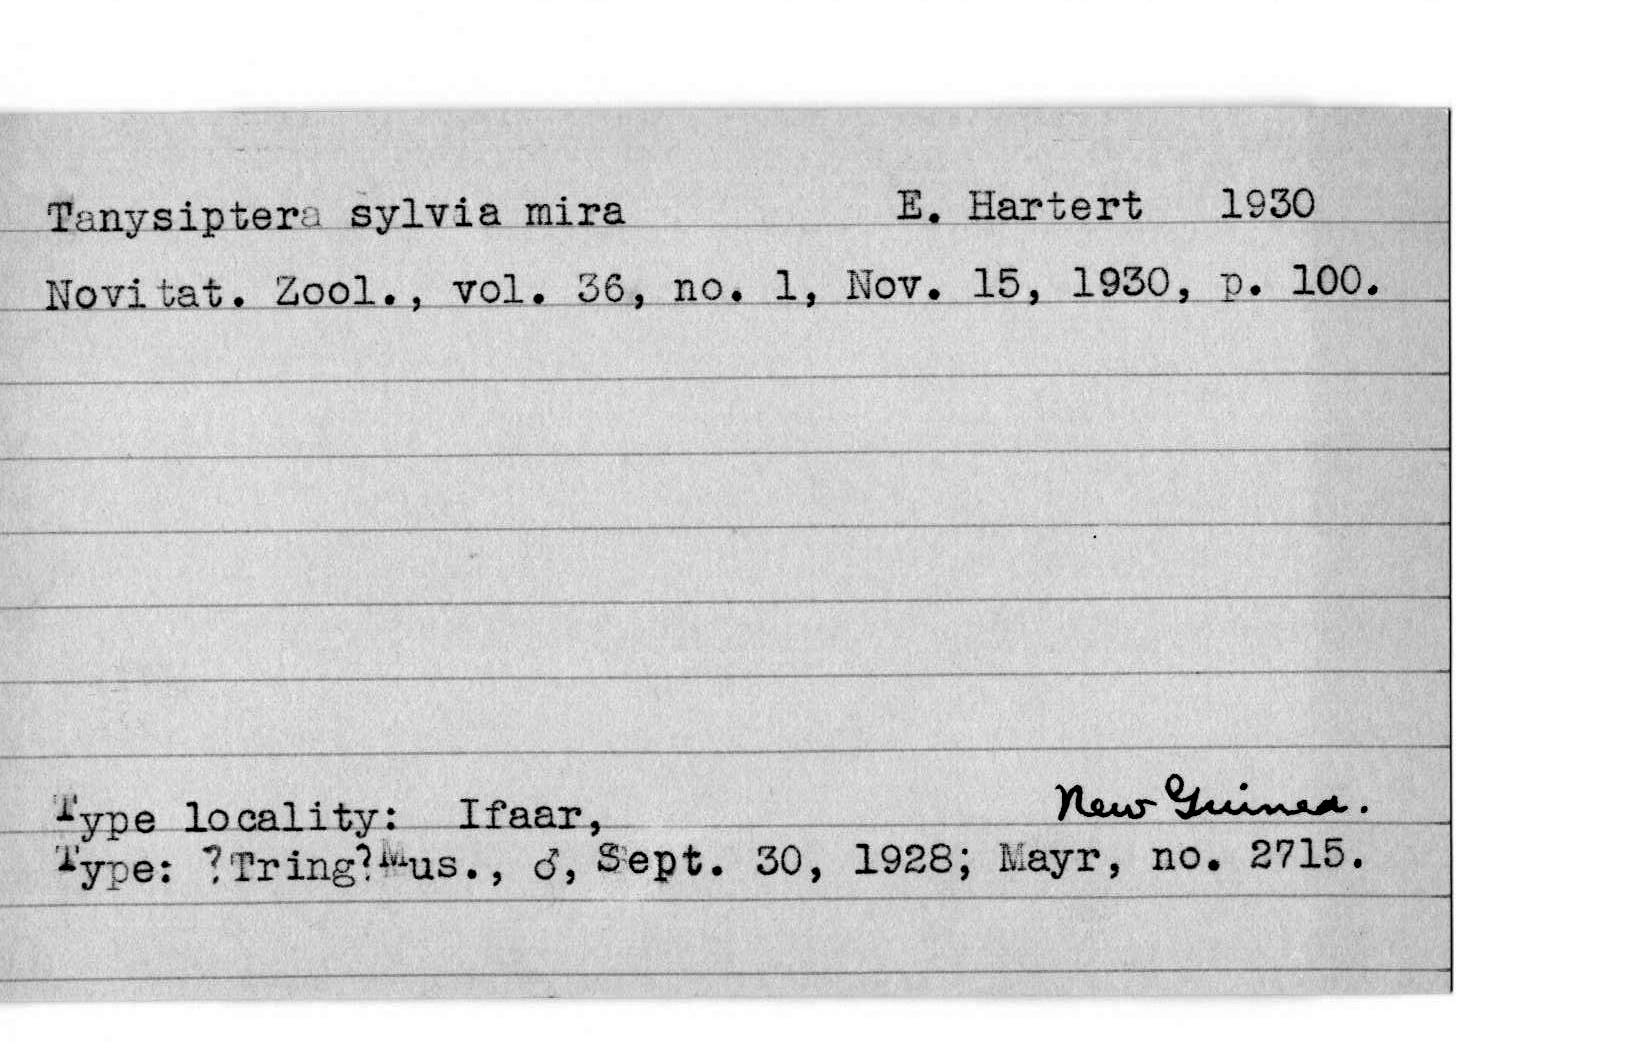 Tanysiptera sylvia mira E. Hartert 1930
Novitat. Zool., vol. 36, no. 1, Nov. 15, 1930, p. 100.
Type locality: Ifaar, New Guinea.
Type: ?Tring? Mus., ♂, Sept. 30, 1928; Mayr, no. 2715.